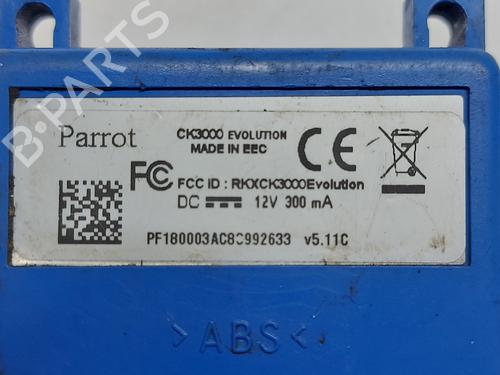 Parrot
CK3000 EVOLUTION
MADE IN EEC
CE
FC FCC ID : RKXCK3000Evolution
DC 12V 300 mA
PF180003AC8C992633 v5.11C
>ABS<
B-PARTS